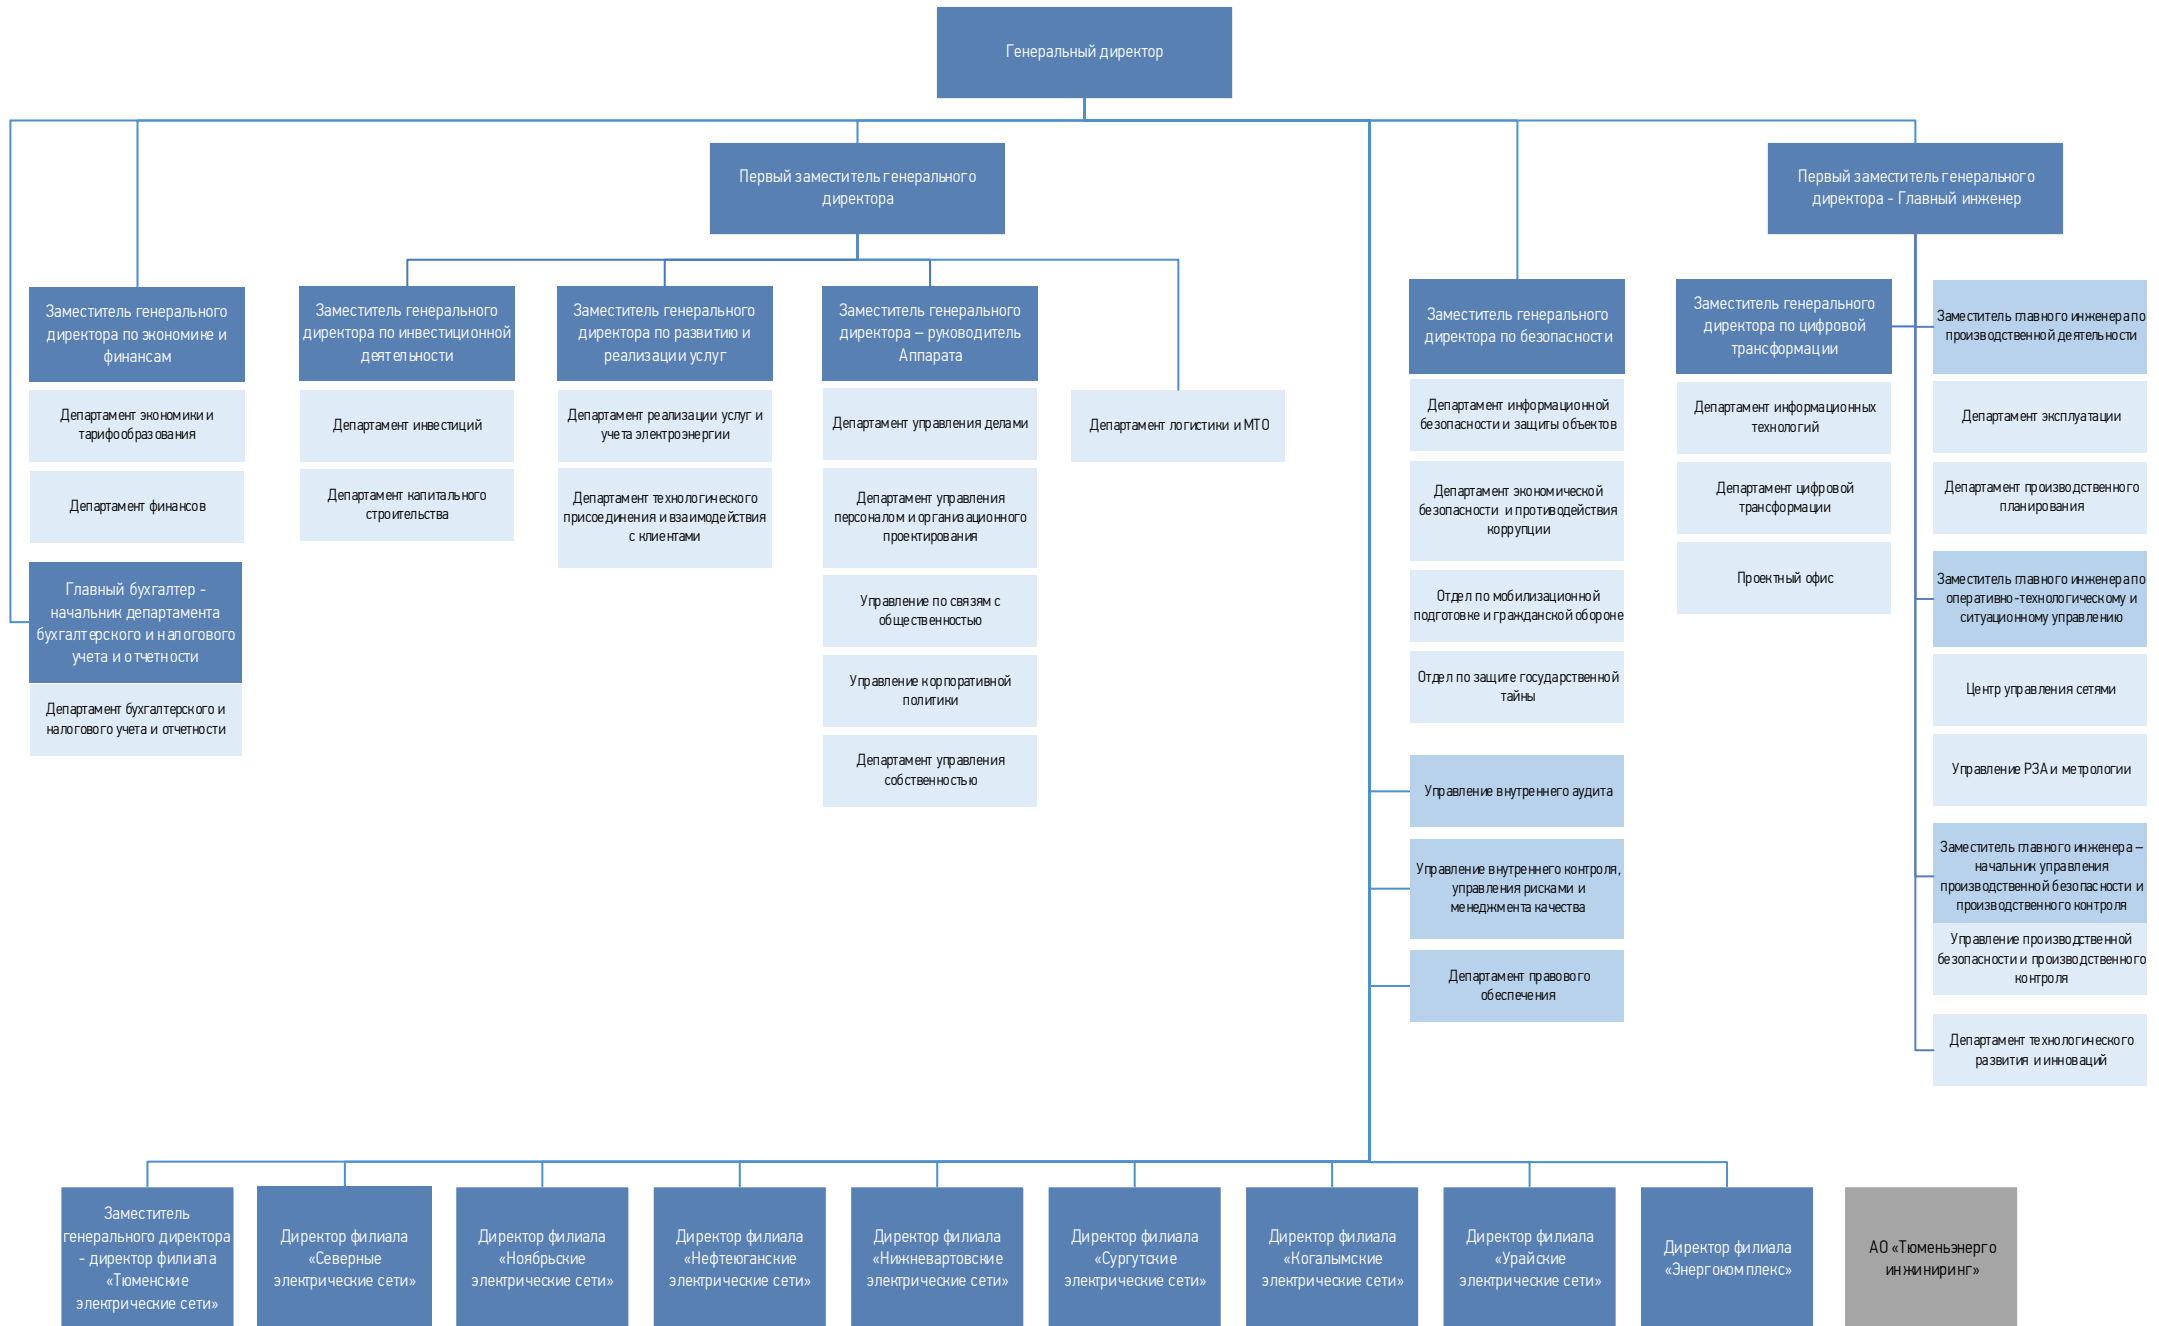 Генеральный директор
Первый заместитель генерального
директора
Первый заместитель генерального
директора - Главный инженер
Заместитель генерального
директора по экономике и
финансам
Департамент экономики и
тарифообразования
Департамент финансов
Главный бухгалтер -
начальник департамента
бухгалтерского и налогового
учета и отчетности
Департамент бухгалтерского и
налогового учета и отчетности
Заместитель генерального
директора по инвестиционной
деятельности
Департамент инвестиций
Департамент капитального
строительства
Заместитель генерального
директора по развитию и
реализации услуг
Департамент реализации услуг и
учета электроэнергии
Департамент технологического
присоединения и взаимодействия
с клиентами
Заместитель генерального
директора – руководитель
Аппарата
Департамент управления делами
Департамент управления
персоналом и организационного
проектирования
Управление по связям с
общественностью
Управление корпоративной
политики
Департамент управления
собственностью
Департамент логистики и МТО
Заместитель генерального
директора по безопасности
Департамент информационной
безопасности и защиты объектов
Департамент экономической
безопасности и противодействия
коррупции
Отдел по мобилизационной
подготовке и гражданской обороне
Отдел по защите государственной
тайны
Управление внутреннего аудита
Управление внутреннего контроля,
управления рисками и
менеджмента качества
Департамент правового
обеспечения
Заместитель генерального
директора по цифровой
трансформации
Департамент информационных
технологий
Департамент цифровой
трансформации
Проектный офис
Заместитель главного инженера по
производственной деятельности
Департамент эксплуатации
Департамент производственного
планирования
Заместитель главного инженера по
оперативно-технологическому и
ситуационному управлению
Центр управления сетями
Управление РЗА и метрологии
Заместитель главного инженера –
начальник управления
производственной безопасности и
производственного контроля
Управление производственной
безопасности и производственного
контроля
Департамент технологического
развития и инноваций
Заместитель
генерального директора
- директор филиала
«Тюменские
электрические сети»
Директор филиала
«Северные
электрические сети»
Директор филиала
«Ноябрьские
электрические сети»
Директор филиала
«Нефтеюганские
электрические сети»
Директор филиала
«Нижневартовские
электрические сети»
Директор филиала
«Сургутские
электрические сети»
Директор филиала
«Когалымские
электрические сети»
Директор филиала
«Урайские
электрические сети»
Директор филиала
«Энергокомплекс»
АО «Тюменьэнерго
инжиниринг»